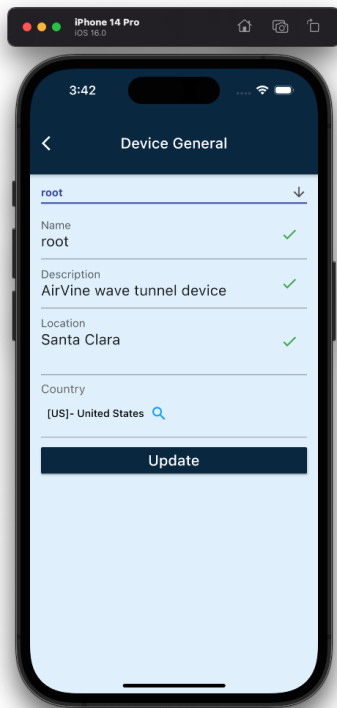 iPhone 14 Pro
iOS 16.0
3:42
Device General
root
Name
root
Description
AirVine wave tunnel device
Location
Santa Clara
Country
[US]- United States
Update